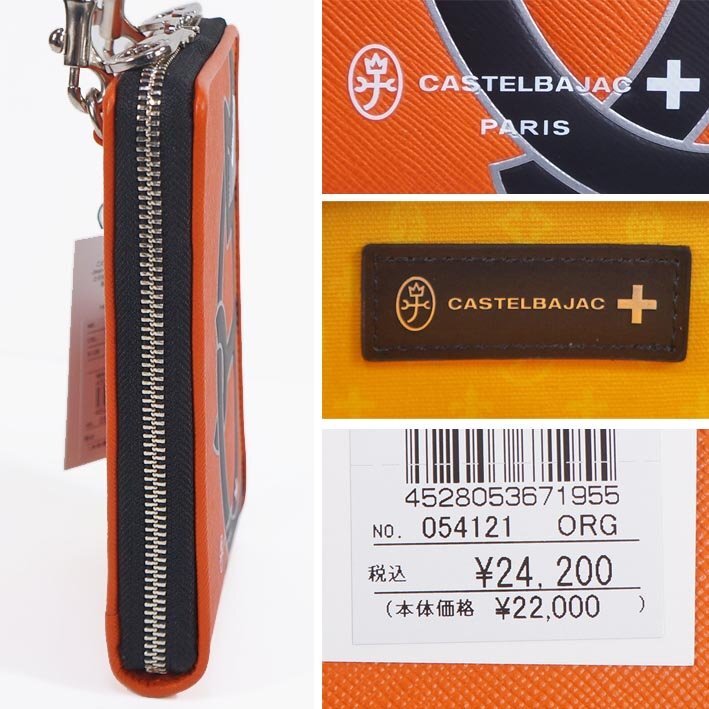 CASTELBAJAC
PARIS
CASTELBAJAC
4528053671955
NO. 054121 ORG
税込 ¥24,200
(本体価格 ¥22,000 )